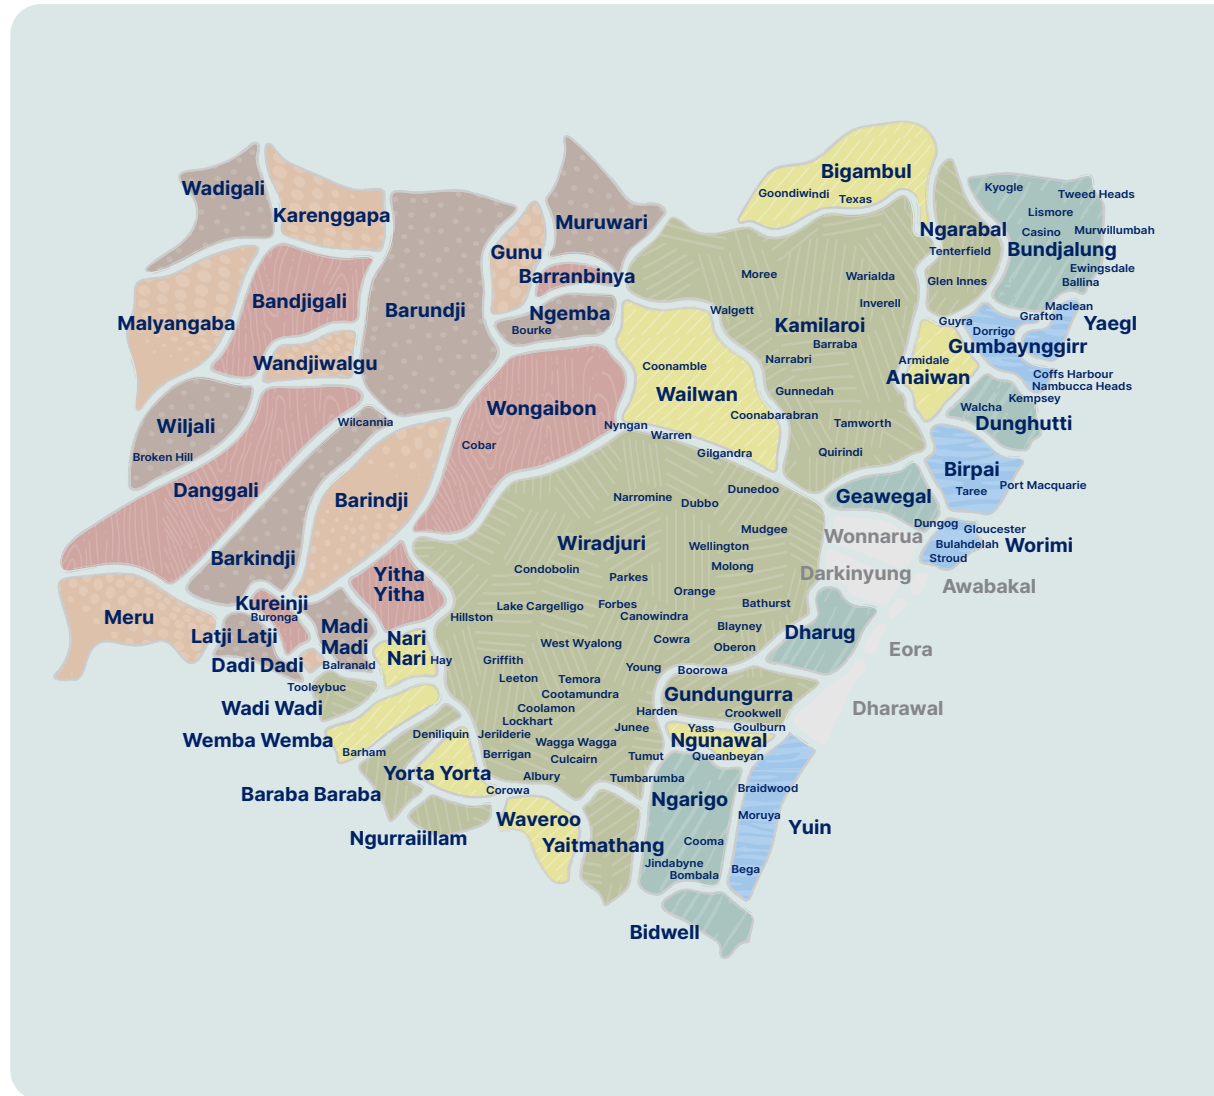 Bigambul
Goondiwindi
Texas
Wadigali
Karenggapa
Muruwari
Kyogle
Tweed Heads
Lismore
Casino
Murwillumbah
Ngarabal
Bundjalung
Tenterfield
Gunu
Barranbinya
Ewingsdale
Ballina
Glen Innes
Moree
Warialda
Inverell
Bandjigali
Barundji
Ngemba
Bourke
Malyangaba
Walgett
Kamilaroi
Barraba
Maclean
Grafton
Yaegl
Guyra
Dorrigo
Gumbaynggirr
Wandjiwalgu
Coonamble
Narrabri
Armidale
Anaiwan
Coffs Harbour
Nambucca Heads
Kempsey
Wailwan
Gunnedah
Walcha
Dunghutti
Wongaibon
Coonabarabran
Tamworth
Wiljali
Wilcannia
Nyngan
Warren
Broken Hill
Cobar
Gilgandra
Quirindi
Birpai
Taree
Port Macquarie
Danggali
Barindji
Narromine
Dubbo
Dunedoo
Geawegal
Dungog
Gloucester
Bulahdelah
Worimi
Stroud
Wonnarua
Mudgee
Wiradjuri
Wellington
Molong
Barkindji
Condobolin
Parkes
Darkinyung
Awabakal
Yitha
Yitha
Orange
Kureinji
Buronga
Meru
Lake Cargelligo
Forbes
Canowindra
Bathurst
Hillston
Blayney
Dharug
Latji Latji
Madi
Madi
Nari
Nari
Hay
West Wyalong
Cowra
Oberon
Eora
Dadi Dadi
Balranald
Griffith
Young
Boorowa
Leeton
Temora
Tooleybuc
Cootamundra
Gundungurra
Wadi Wadi
Coolamon
Harden
Crookwell
Dharawal
Lockhart
Junee
Yass
Goulburn
Wemba Wemba
Deniliquin
Jerilderie
Wagga Wagga
Ngunawal
Barham
Berrigan
Culcairn
Tumut
Queanbeyan
Yorta Yorta
Albury
Tumbarumba
Corowa
Baraba Baraba
Ngarigo
Braidwood
Moruya
Yuin
Ngurraiillam
Waveroo
Yaitmathang
Cooma
Jindabyne
Bombala
Bega
Bidwell